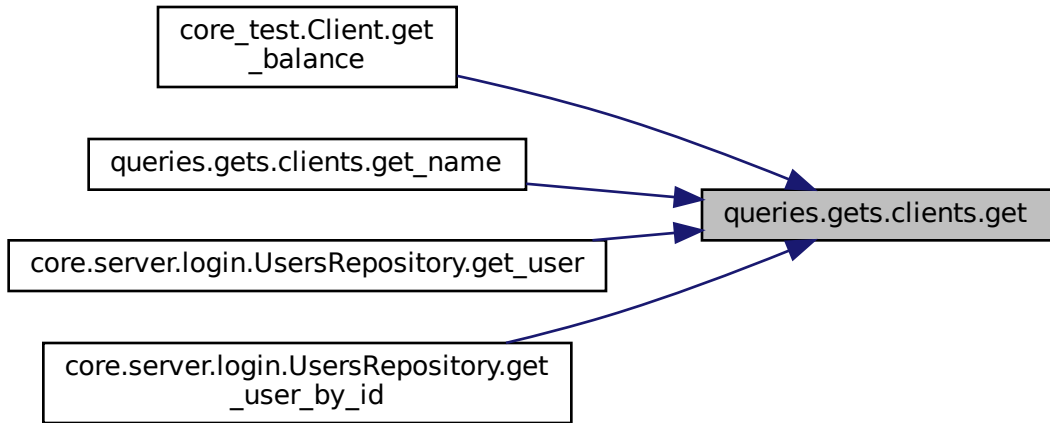 core_test.Client.get
_balance
queries.gets.clients.get_name
queries.gets.clients.get
core.server.login.UsersRepository.get_user
core.server.login.UsersRepository.get
_user_by_id